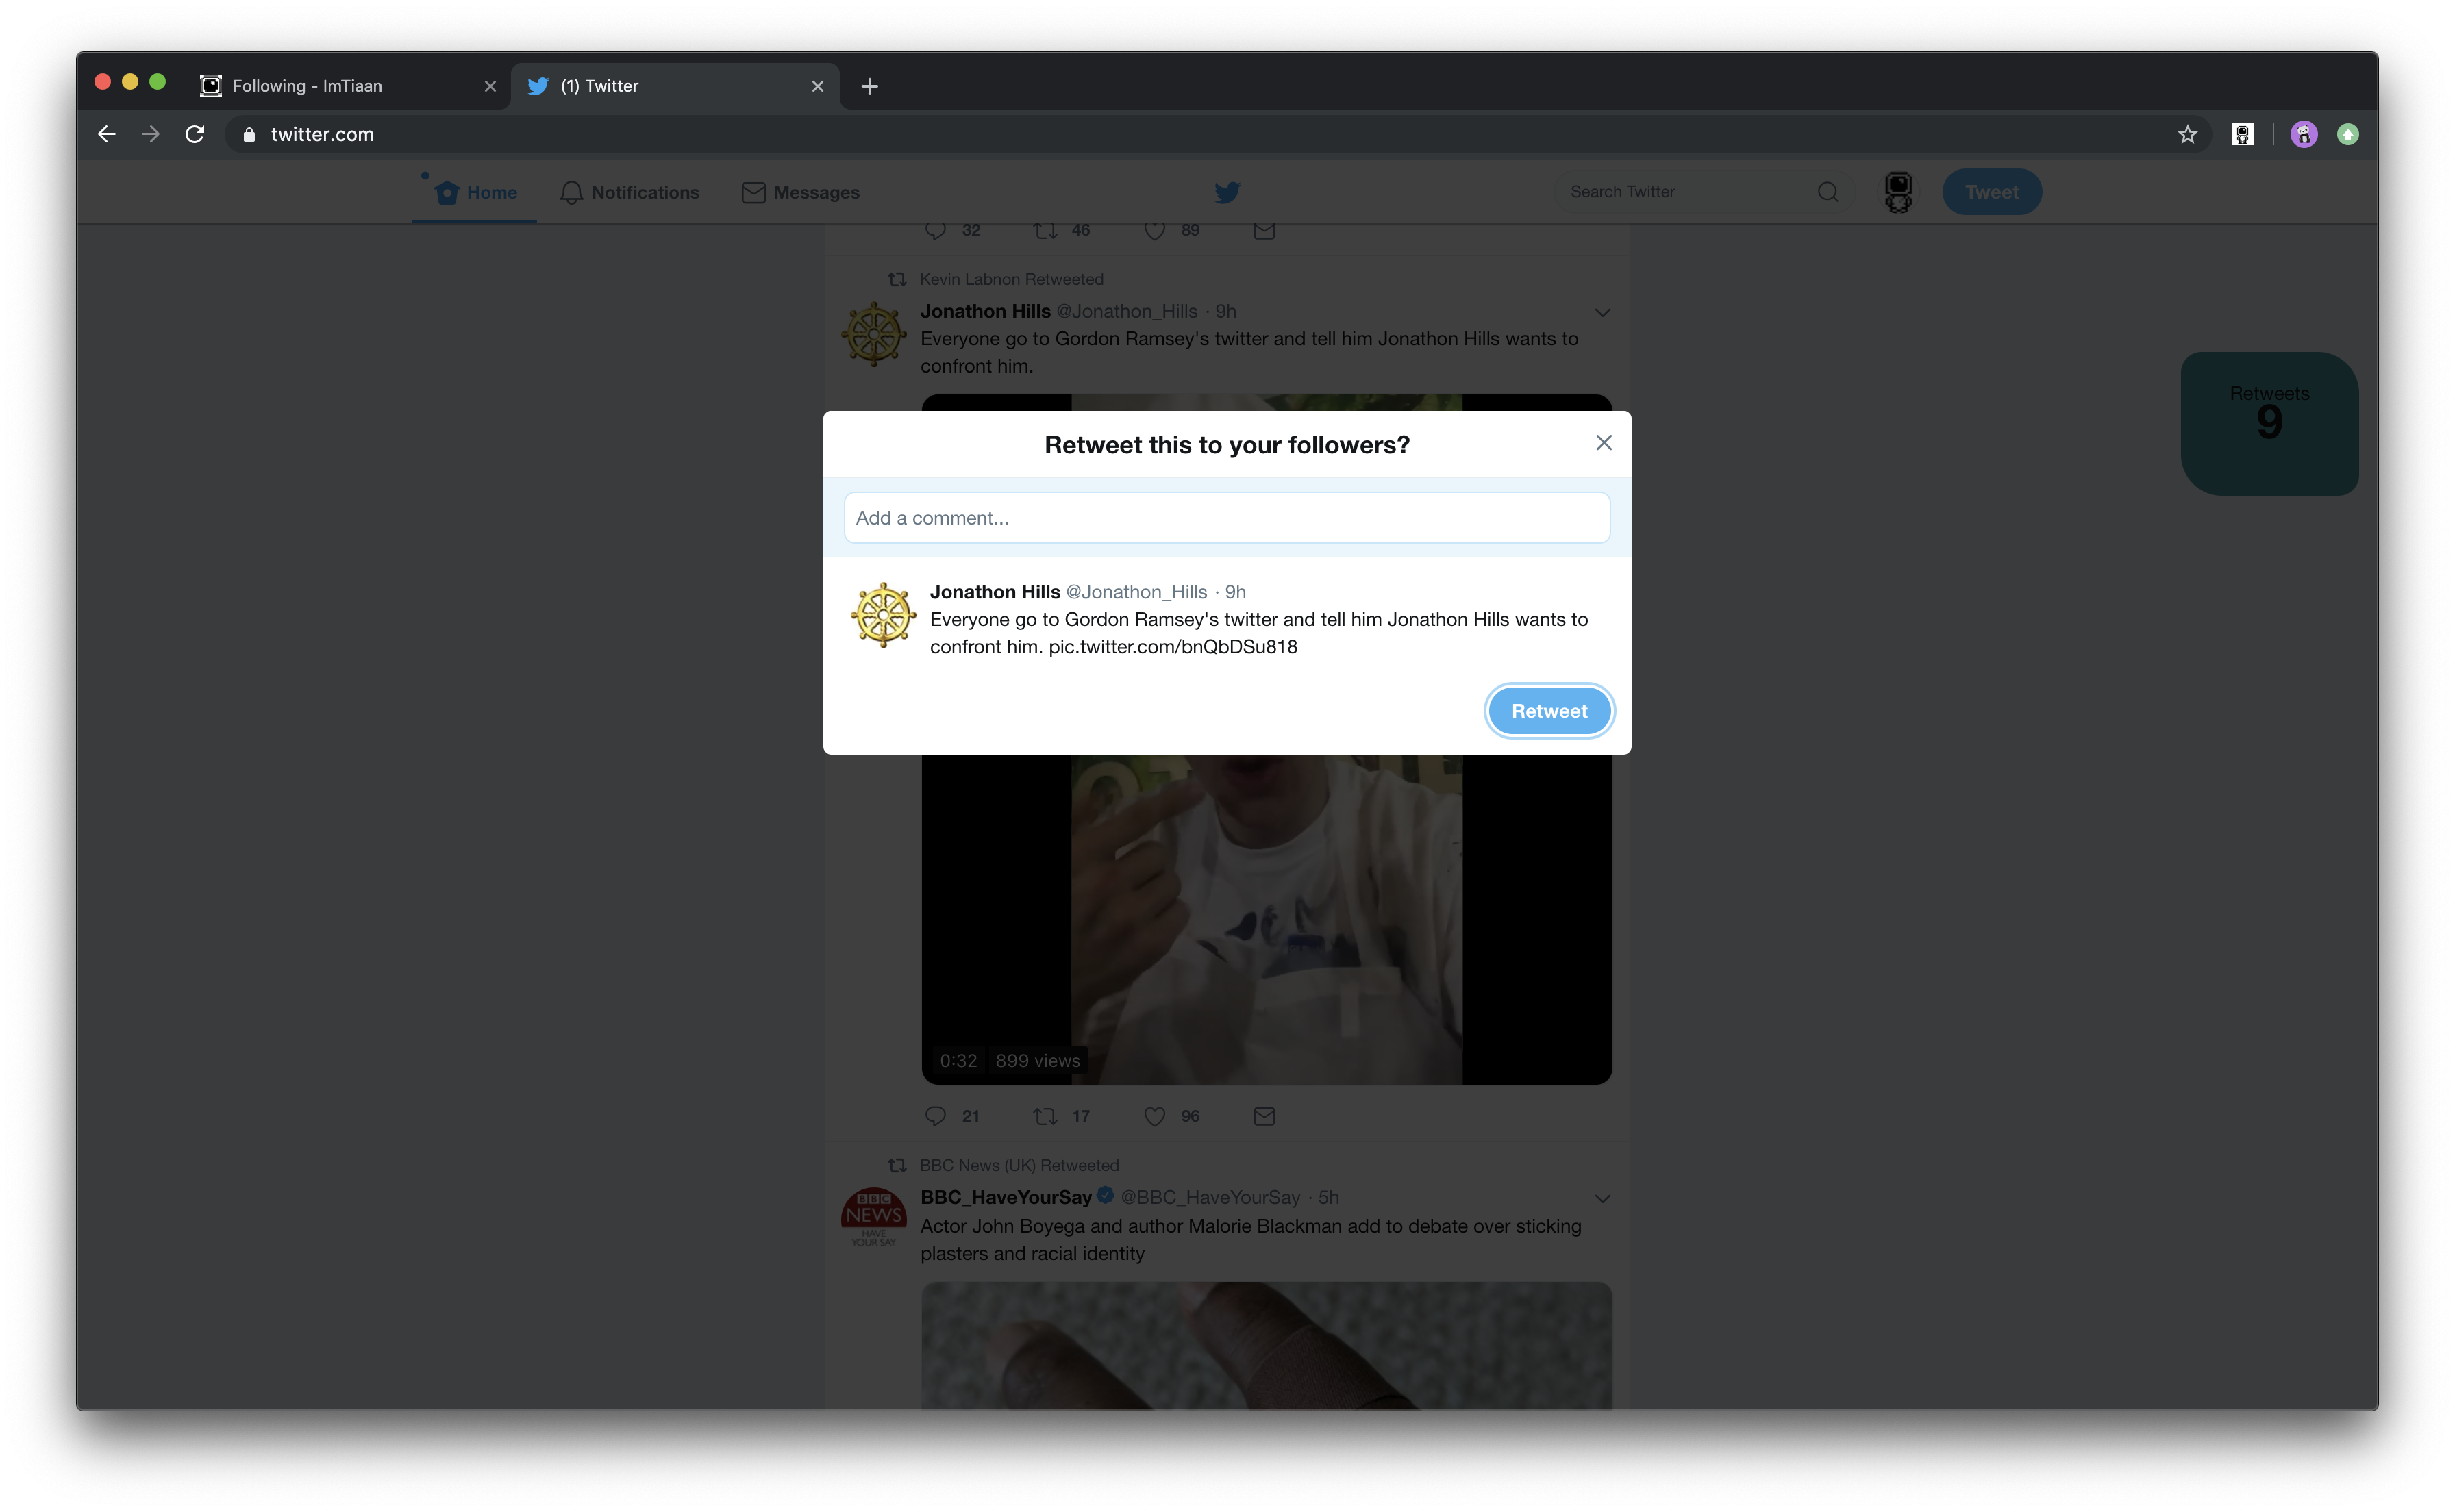 Following - ImTiaan
(1) Twitter
twitter.com
Home
Notifications
Messages
Search Twitter
Tweet
32
46
89
Kevin Labnon Retweeted
Jonathon Hills @Jonathon_Hills · 9h
Everyone go to Gordon Ramsey's twitter and tell him Jonathon Hills wants to
confront him.
Retweets
9
Retweet this to your followers?
Add a comment...
Jonathon Hills @Jonathon_Hills · 9h
Everyone go to Gordon Ramsey's twitter and tell him Jonathon Hills wants to
confront him. pic.twitter.com/bnQbDSu818
Retweet
0:32
899 views
21
17
96
BBC News (UK) Retweeted
BBC NEWS HAVE YOUR SAY
BBC_HaveYourSay @BBC_HaveYourSay · 5h
Actor John Boyega and author Malorie Blackman add to debate over sticking
plasters and racial identity